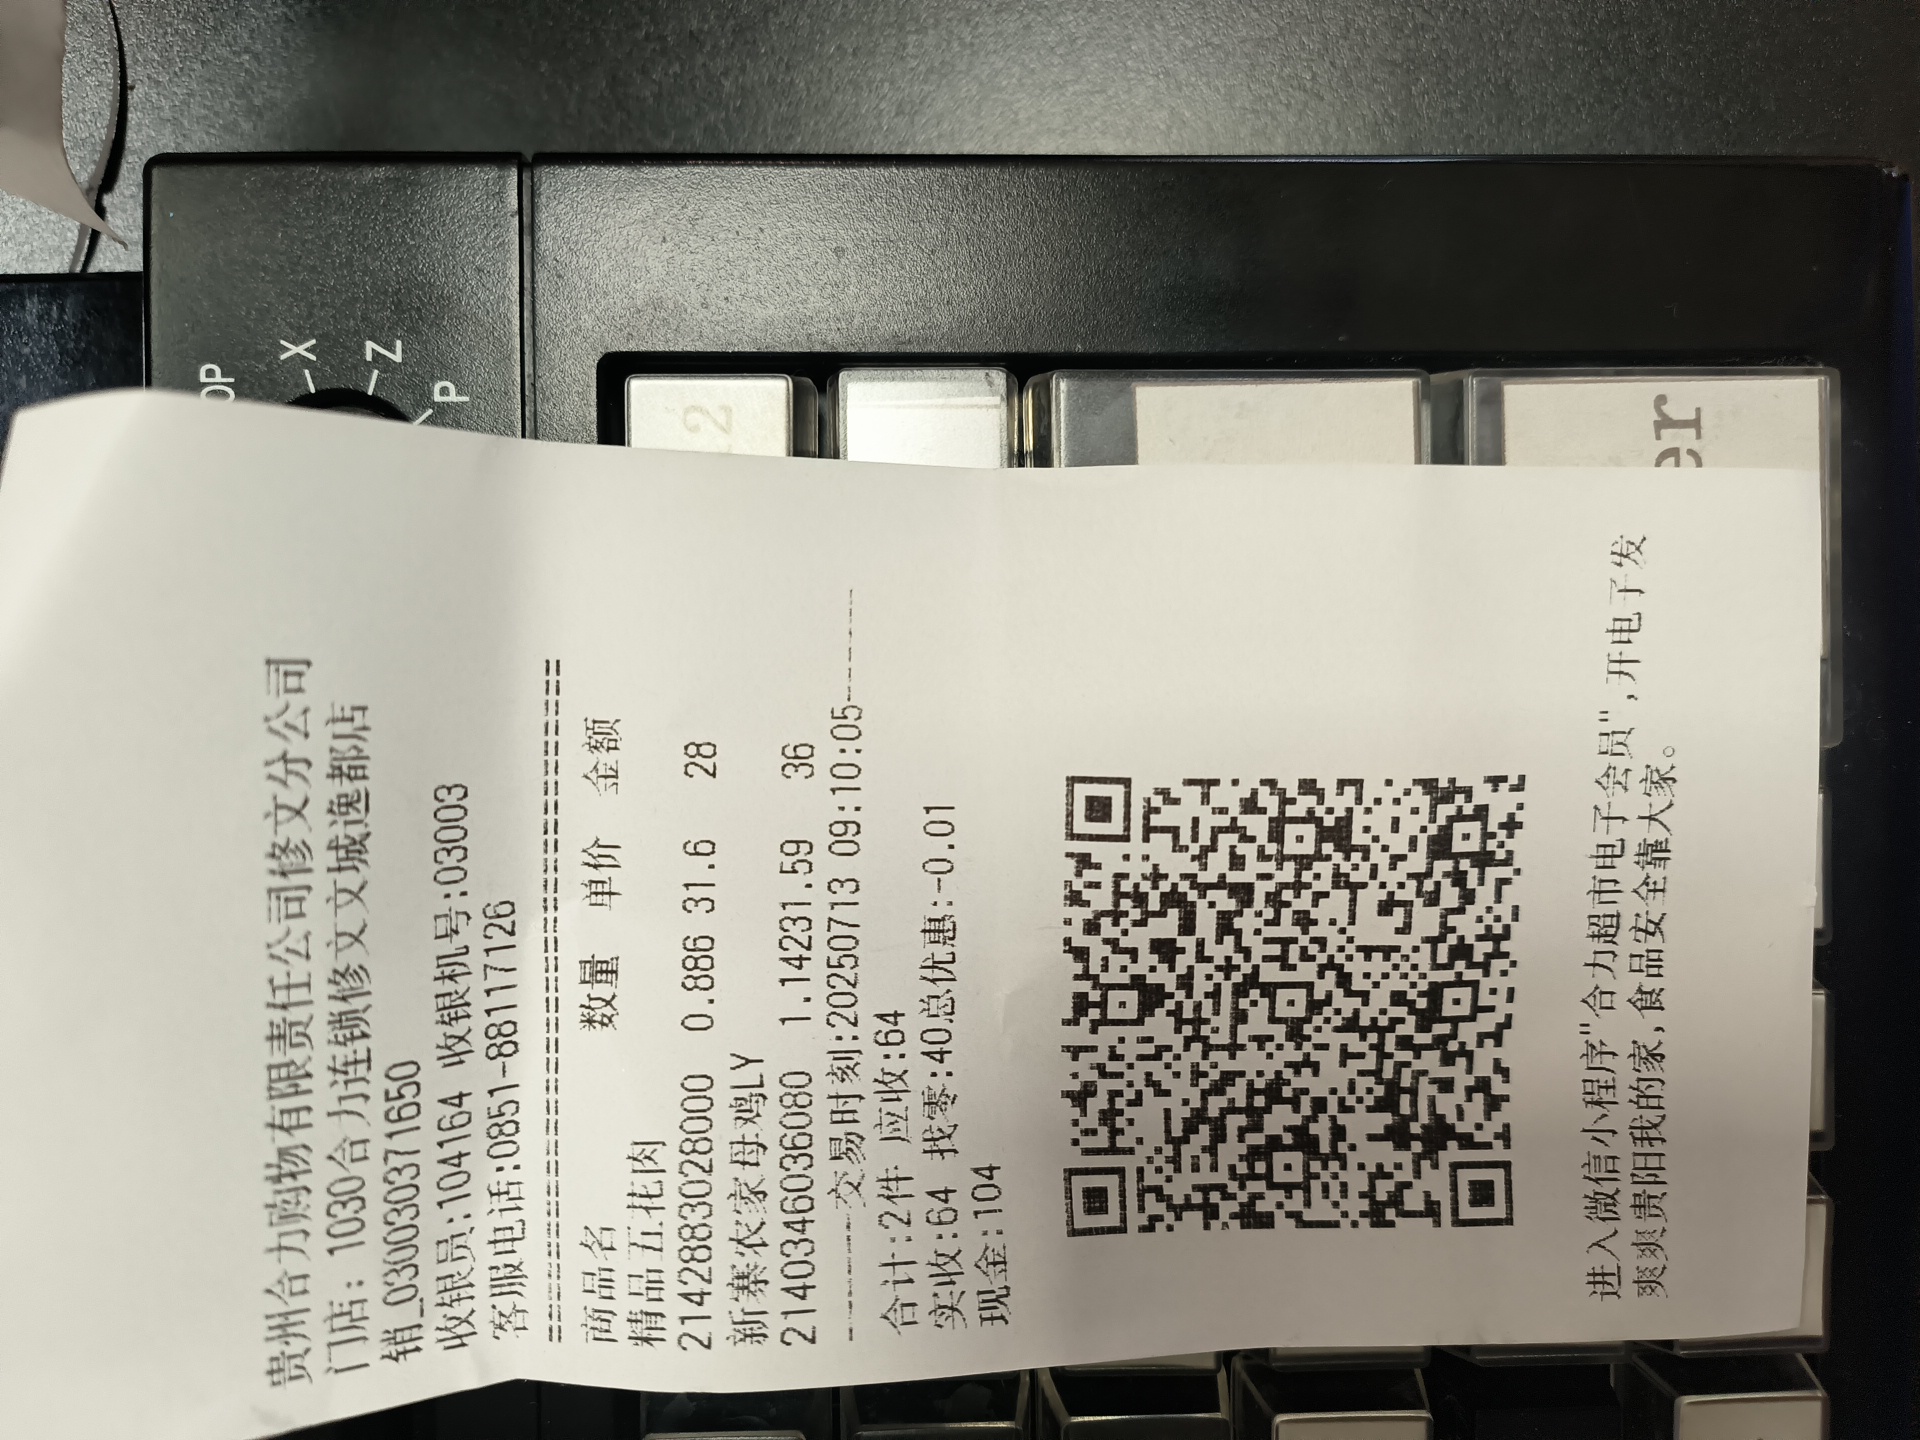 贵州合力购物有限责任公司修文分公司
门店: 1030合力连锁修文文城逸都店
销_0300303716​50
收银员:104164 收银机号:03003
客服电话:0851-88117126
商品名 数量 单价 金额
精品五花肉
2142883028000 0.886 31.6 28
新寨农家母鸡LY
2140346036080 1.14231.59 36
交易时刻:20250713 09:10:05
合计:2件 应收:64
实收:64 找零:40总优惠:-0.01
现金:104
进入微信小程序"合力超市电子会员",开电子发
爽爽贵阳我的家,食品安全靠大家。
OP
X
Z
P
12
er